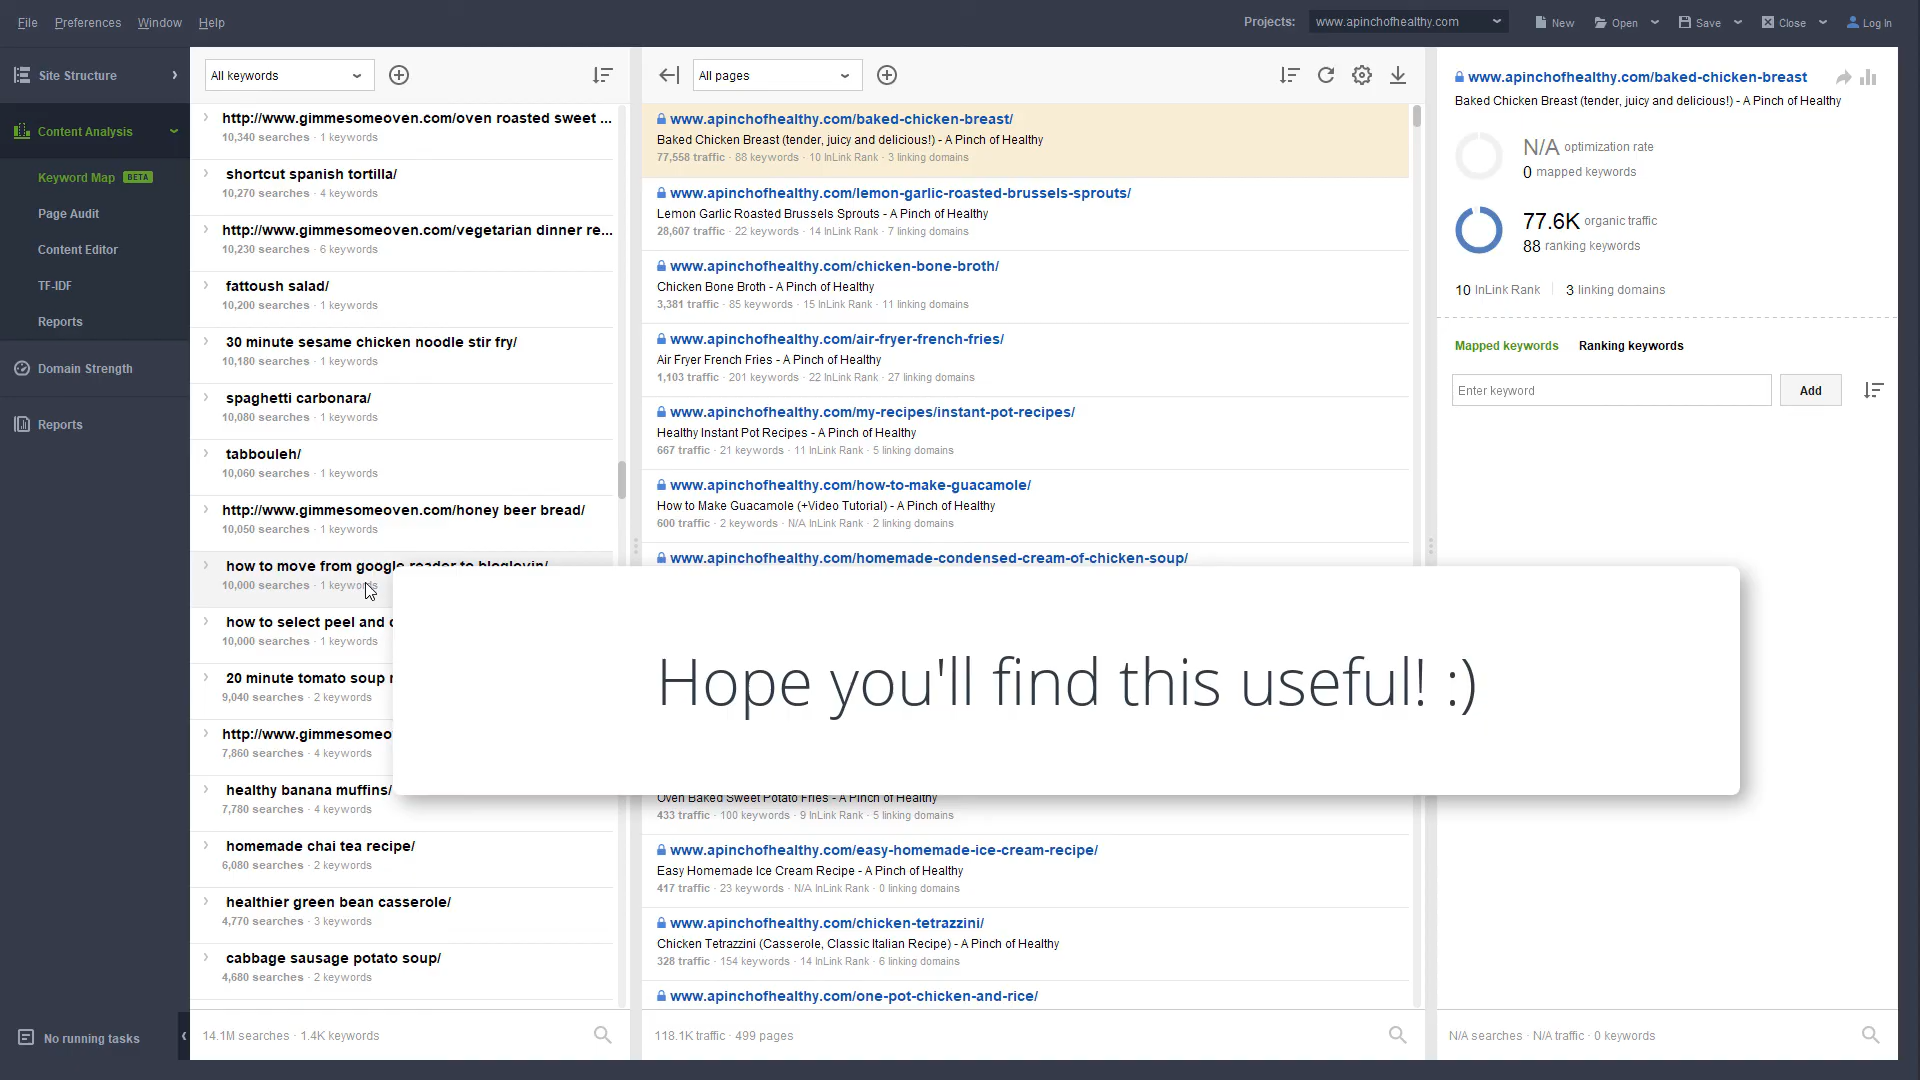 File Preferences Window Help
Projects: www.apinchofhealthy.com New Open Save Close Log In
Site Structure
Content Analysis
Keyword Map BETA
Page Audit
Content Editor
TF-IDF
Reports
Domain Strength
Reports
No running tasks
All keywords
http://www.gimmesomeoven.com/oven roasted sweet ...
10,340 searches · 1 keywords
shortcut spanish tortilla/
10,270 searches · 4 keywords
http://www.gimmesomeoven.com/vegetarian dinner re...
10,230 searches · 6 keywords
fattoush salad/
10,200 searches · 1 keywords
30 minute sesame chicken noodle stir fry/
10,180 searches · 1 keywords
spaghetti carbonara/
10,080 searches · 1 keywords
tabbouleh/
10,060 searches · 1 keywords
http://www.gimmesomeoven.com/honey beer bread/
10,050 searches · 1 keywords
how to move from google reader to bloglovin/
10,000 searches · 1 keywords
how to select peel and
10,000 searches · 1 keywords
20 minute tomato soup
9,040 searches · 2 keywords
http://www.gimmesomeo
7,860 searches · 4 keywords
healthy banana muffins/
7,780 searches · 4 keywords
homemade chai tea recipe/
6,080 searches · 2 keywords
healthier green bean casserole/
4,770 searches · 3 keywords
cabbage sausage potato soup/
4,680 searches · 2 keywords
14.1M searches · 1.4K keywords
All pages
www.apinchofhealthy.com/baked-chicken-breast/
Baked Chicken Breast (tender, juicy and delicious!) - A Pinch of Healthy
77,558 traffic · 88 keywords · 10 InLink Rank · 3 linking domains
www.apinchofhealthy.com/lemon-garlic-roasted-brussels-sprouts/
Lemon Garlic Roasted Brussels Sprouts - A Pinch of Healthy
28,607 traffic · 22 keywords · 14 InLink Rank · 7 linking domains
www.apinchofhealthy.com/chicken-bone-broth/
Chicken Bone Broth - A Pinch of Healthy
3,381 traffic · 85 keywords · 15 InLink Rank · 11 linking domains
www.apinchofhealthy.com/air-fryer-french-fries/
Air Fryer French Fries - A Pinch of Healthy
1,103 traffic · 201 keywords · 22 InLink Rank · 27 linking domains
www.apinchofhealthy.com/my-recipes/instant-pot-recipes/
Healthy Instant Pot Recipes - A Pinch of Healthy
667 traffic · 21 keywords · 11 InLink Rank · 5 linking domains
www.apinchofhealthy.com/how-to-make-guacamole/
How to Make Guacamole (+Video Tutorial) - A Pinch of Healthy
600 traffic · 2 keywords · N/A InLink Rank · 2 linking domains
www.apinchofhealthy.com/homemade-condensed-cream-of-chicken-soup/
Hope you'll find this useful! :)
Oven Baked Sweet Potato Fries - A Pinch of Healthy
433 traffic · 100 keywords · 9 InLink Rank · 5 linking domains
www.apinchofhealthy.com/easy-homemade-ice-cream-recipe/
Easy Homemade Ice Cream Recipe - A Pinch of Healthy
417 traffic · 23 keywords · N/A InLink Rank · 0 linking domains
www.apinchofhealthy.com/chicken-tetrazzini/
Chicken Tetrazzini (Casserole, Classic Italian Recipe) - A Pinch of Healthy
328 traffic · 154 keywords · 14 InLink Rank · 6 linking domains
www.apinchofhealthy.com/one-pot-chicken-and-rice/
118.1K traffic · 499 pages
www.apinchofhealthy.com/baked-chicken-breast
Baked Chicken Breast (tender, juicy and delicious!) - A Pinch of Healthy
N/A optimization rate
0 mapped keywords
77.6K organic traffic
88 ranking keywords
10 InLink Rank 3 linking domains
Mapped keywords Ranking keywords
Enter keyword Add
N/A searches · N/A traffic · 0 keywords